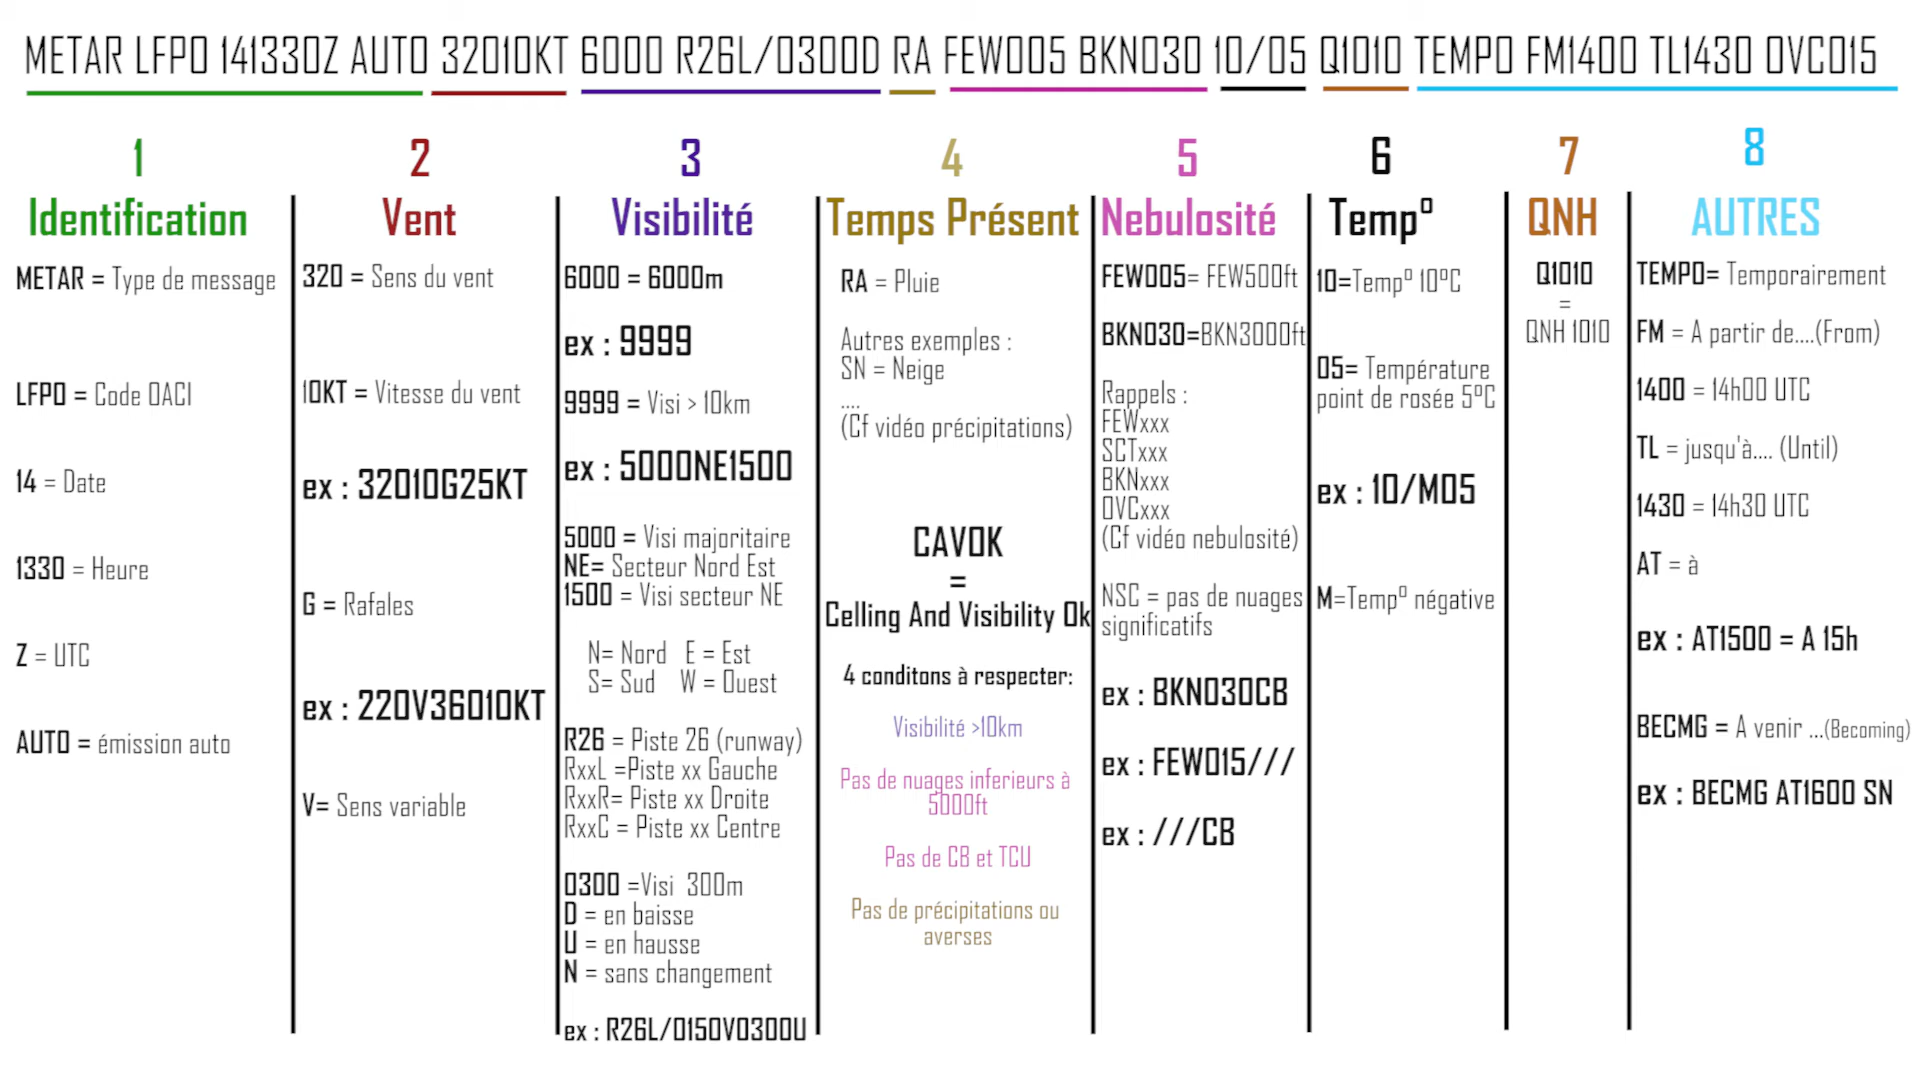 METAR LFPO 141330Z AUTO 32010KT 6000 R26L/0300D RA FEW005 BKN030 10/05 Q1010 TEMPO FM1400 TL1430 OVC015
1
Identification
METAR = Type de message
LFPO = Code OACI
14 = Date
1330 = Heure
Z = UTC
AUTO = émission auto
2
Vent
320 = Sens du vent
10KT = Vitesse du vent
ex : 32010G25KT
G = Rafales
ex : 220V36010KT
V= Sens variable
3
Visibilité
6000 = 6000m
ex : 9999
9999 = Visi > 10km
ex : 5000NE1500
5000 = Visi majoritaire
NE= Secteur Nord Est
1500 = Visi secteur NE
N= Nord E = Est
S= Sud W = Ouest
R26 = Piste 26 (runway)
RxxL =Piste xx Gauche
RxxR= Piste xx Droite
RxxC = Piste xx Centre
0300 =Visi 300m
D = en baisse
U = en hausse
N = sans changement
ex : R26L/0150V0300U
4
Temps Présent
RA = Pluie
Autres exemples :
SN = Neige
....
(Cf vidéo précipitations)
CAVOK
=
Celling And Visibility Ok
4 conditons à respecter:
Visibilité >10km
Pas de nuages inferieurs à
5000ft
Pas de CB et TCU
Pas de précipitations ou
averses
5
Nebulosité
FEW005= FEW500ft
BKN030=BKN3000ft
Rappels :
FEWxxx
SCTxxx
BKNxxx
OVCxxx
(Cf vidéo nebulosité)
NSC = pas de nuages
significatifs
ex : BKN030CB
ex : FEW015///
ex : ///CB
6
Temp°
10=Temp° 10°C
05= Température
point de rosée 5°C
ex : 10/M05
M=Temp° négative
7
QNH
Q1010
=
QNH 1010
8
AUTRES
TEMPO= Temporairement
FM = A partir de....(From)
1400 = 14h00 UTC
TL = jusqu'à.... (Until)
1430 = 14h30 UTC
AT = à
ex : AT1500 = A 15h
BECMG = A venir ...(Becoming)
ex : BECMG AT1600 SN